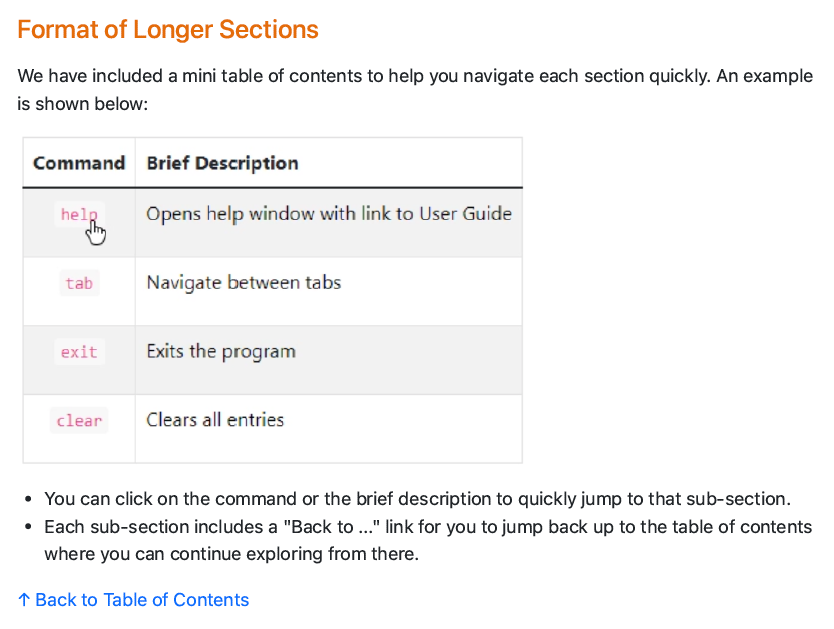 Format of Longer Sections
We have included a mini table of contents to help you navigate each section quickly. An example
is shown below:
Command Brief Description
help Opens help window with link to User Guide
tab Navigate between tabs
exit Exits the program
clear Clears all entries
• You can click on the command or the brief description to quickly jump to that sub-section.
• Each sub-section includes a "Back to ..." link for you to jump back up to the table of contents
where you can continue exploring from there.
↑ Back to Table of Contents